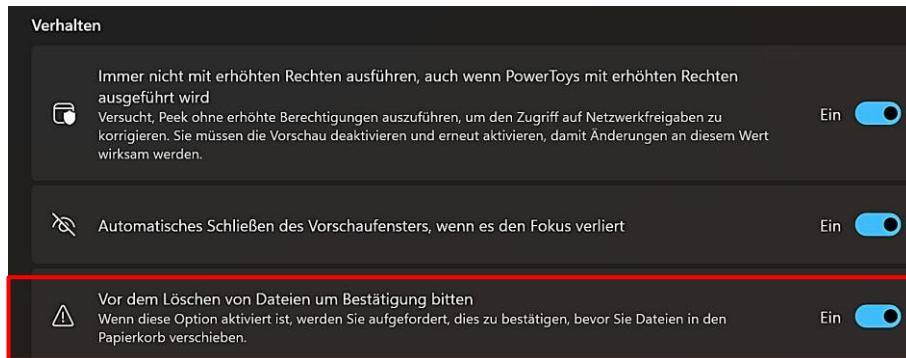 Verhalten
Immer nicht mit erhöhten Rechten ausführen, auch wenn PowerToys mit erhöhten Rechten
ausgeführt wird
Versucht, Peek ohne erhöhte Berechtigungen auszuführen, um den Zugriff auf Netzwerkfreigaben zu
korrigieren. Sie müssen die Vorschau deaktivieren und erneut aktivieren, damit Änderungen an diesem Wert
wirksam werden.
Ein
Automatisches Schließen des Vorschaufensters, wenn es den Fokus verliert
Ein
Vor dem Löschen von Dateien um Bestätigung bitten
Wenn diese Option aktiviert ist, werden Sie aufgefordert, dies zu bestätigen, bevor Sie Dateien in den
Papierkorb verschieben.
Ein